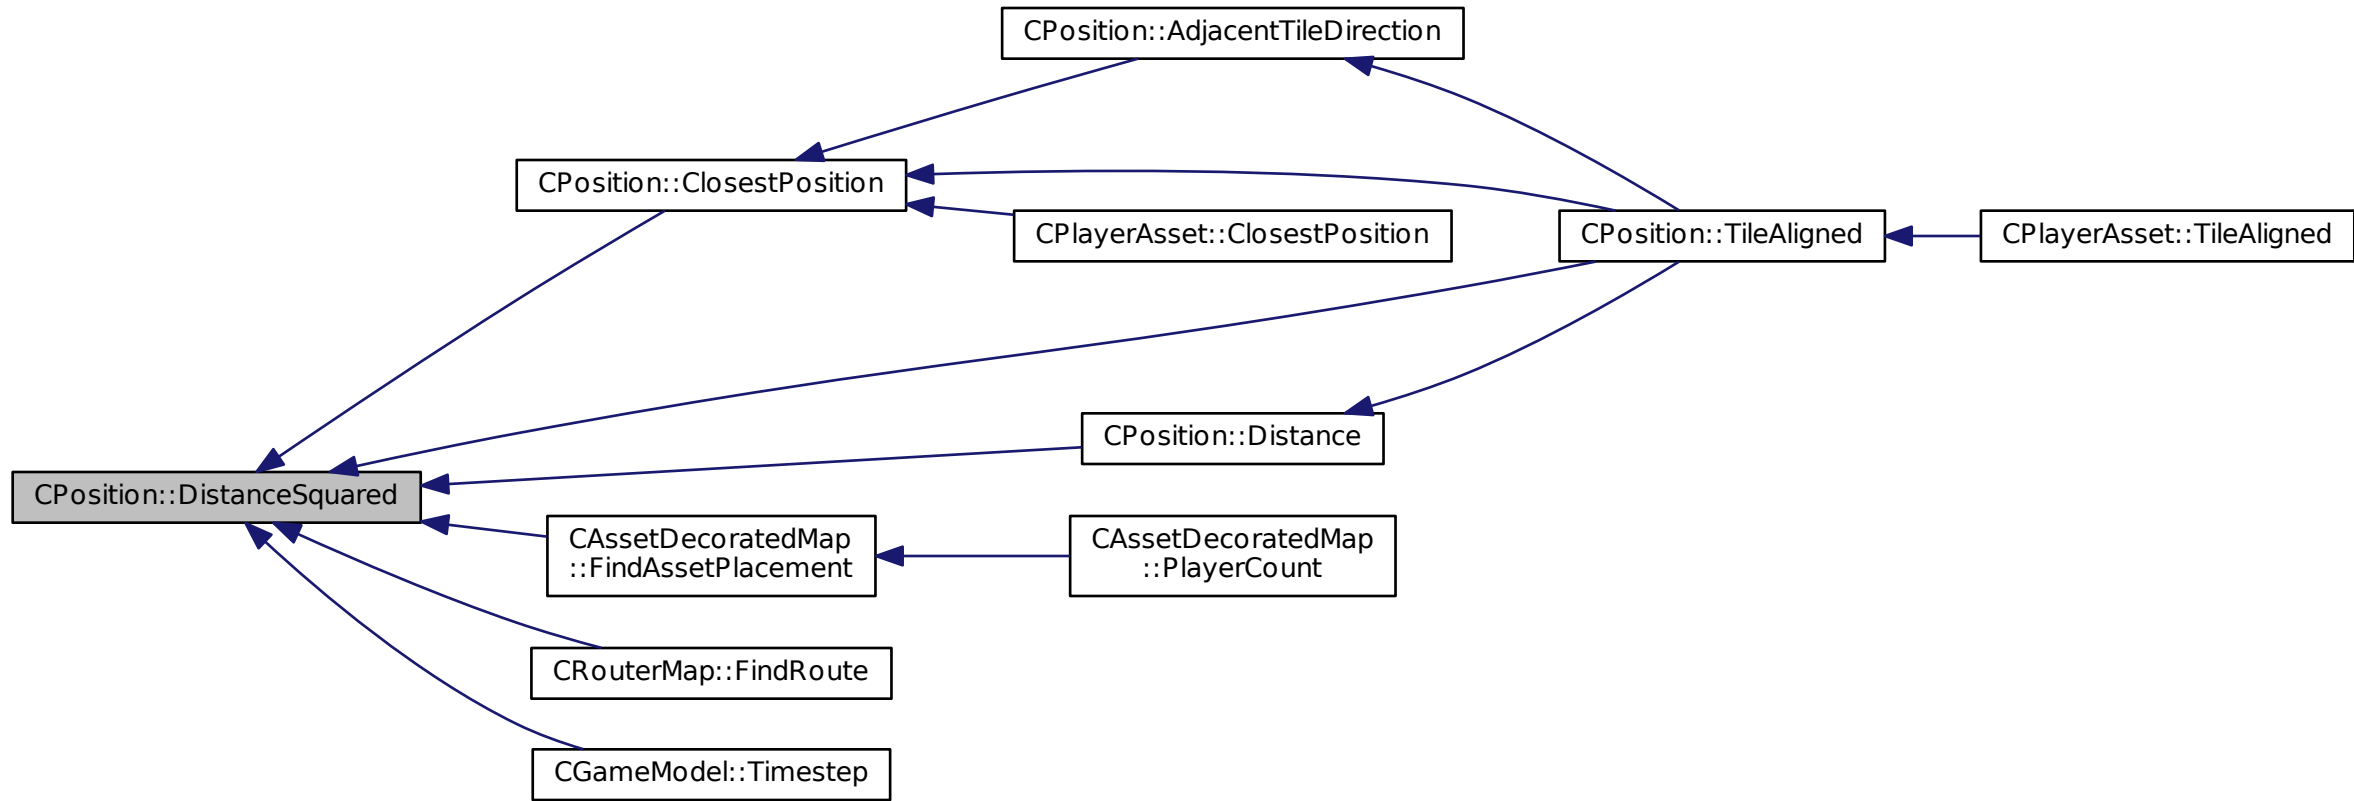 CPosition::AdjacentTileDirection
CPosition::ClosestPosition
CPlayerAsset::ClosestPosition
CPosition::TileAligned
CPlayerAsset::TileAligned
CPosition::Distance
CPosition::DistanceSquared
CAssetDecoratedMap
::FindAssetPlacement
CAssetDecoratedMap
::PlayerCount
CRouterMap::FindRoute
CGameModel::Timestep